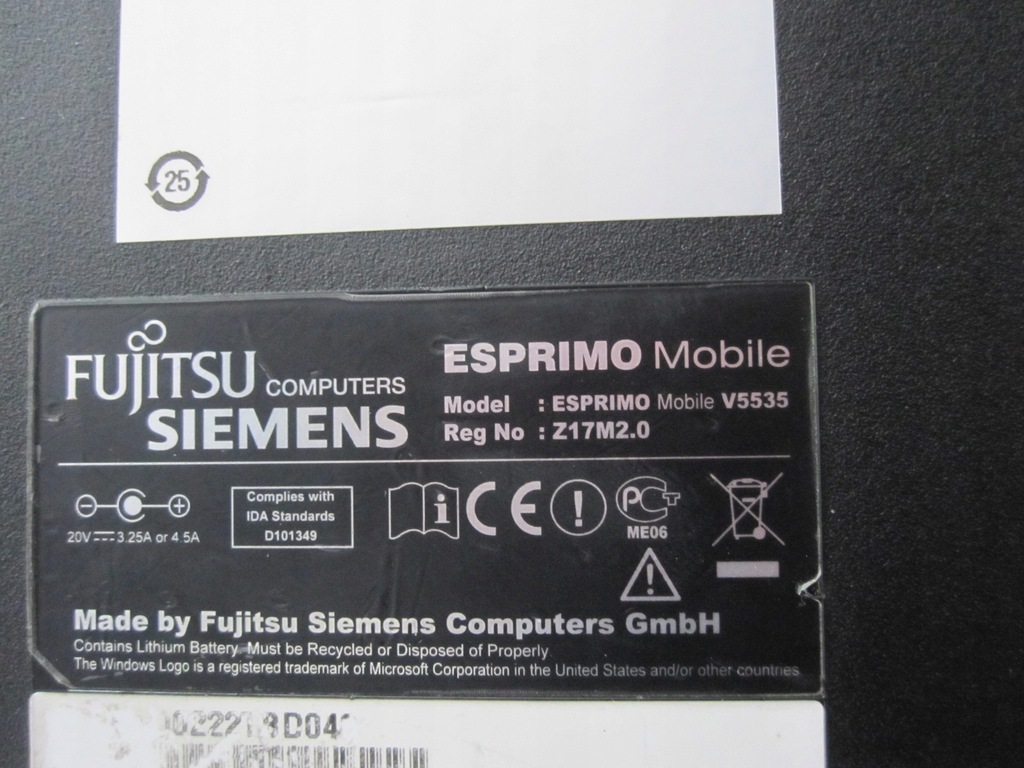 25
FUJITSU COMPUTERS
SIEMENS
ESPRIMO Mobile
Model : ESPRIMO Mobile V5535
Reg No : Z17M2.0
20V 3.25A or 4.5A
Complies with
IDA Standards
D101349
i CE ! PCT
ME06
!
Made by Fujitsu Siemens Computers GmbH
Contains Lithium Battery. Must be Recycled or Disposed of Properly
The Windows Logo is a registered trademark of Microsoft Corporation in the United States and/or other countries